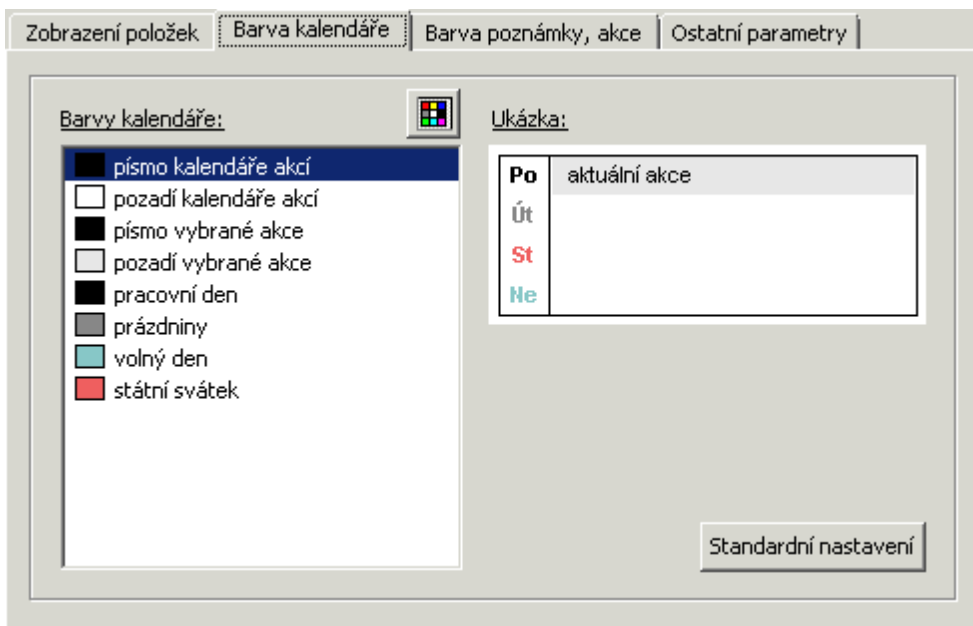 Zobrazení položek
Barva kalendáře
Barva poznámky, akce
Ostatní parametry
Barvy kalendáře:
písmo kalendáře akcí
pozadí kalendáře akcí
písmo vybrané akce
pozadí vybrané akce
pracovní den
prázdniny
volný den
státní svátek
Ukázka:
Po aktuální akce
Út
St
Ne
Standardní nastavení